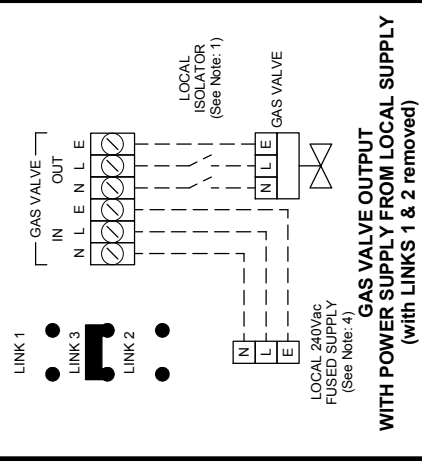 LINK 1
LINK 3
LINK 2
GAS VALVE
IN
OUT
N L E N L E
LOCAL
ISOLATOR
(See Note: 1)
N L E
GAS VALVE
N L E
LOCAL 240Vac
FUSED SUPPLY
(See Note: 4)
GAS VALVE OUTPUT
WITH POWER SUPPLY FROM LOCAL SUPPLY
(with LINKS 1 & 2 removed)